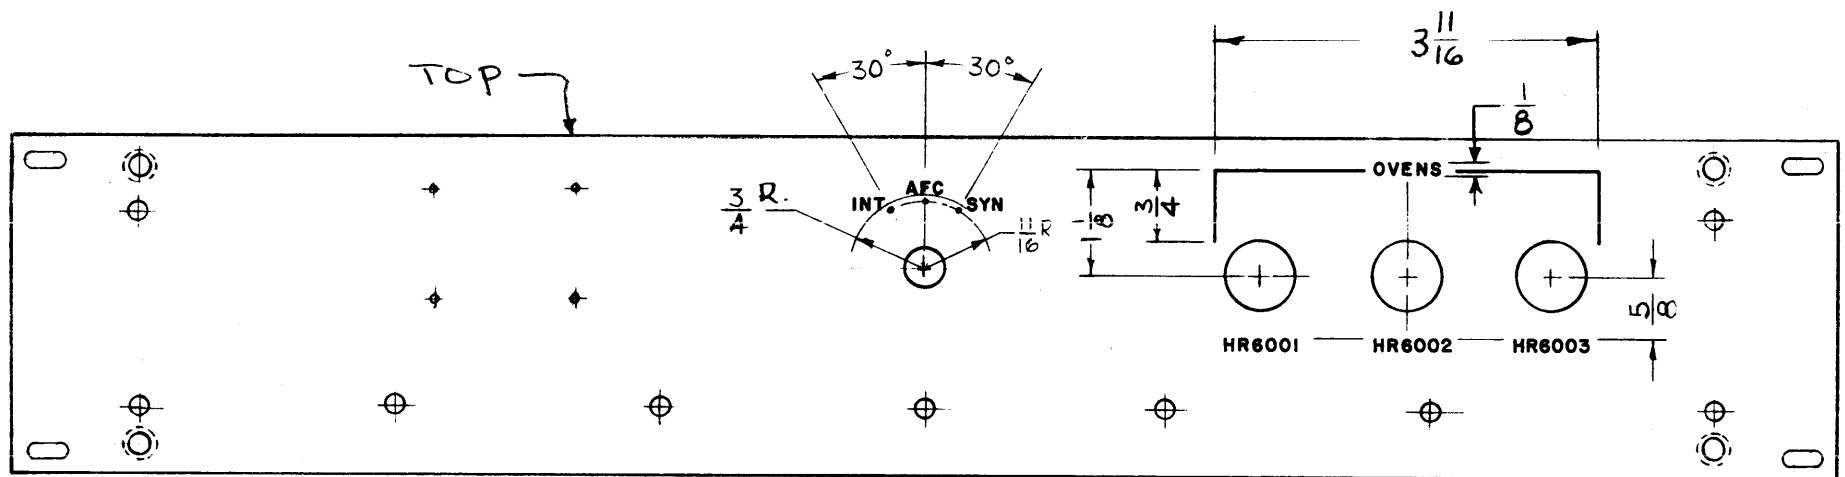 3 11/16
30° 30°
TOP
1/8
OVENS
AFC
INT SYN
3/4 R.
11/16 R
1 1/8
3/4
5/8
HR6001 HR6002 HR6003